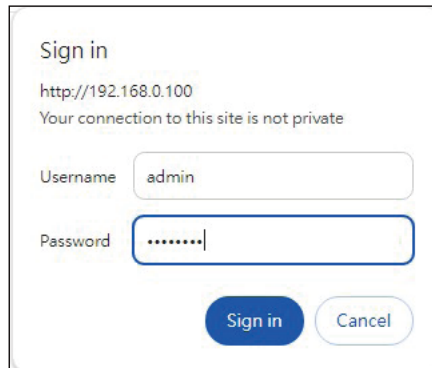 Sign in
http://192.168.0.100
Your connection to this site is not private
Username admin
Password ••••••••
Sign in Cancel